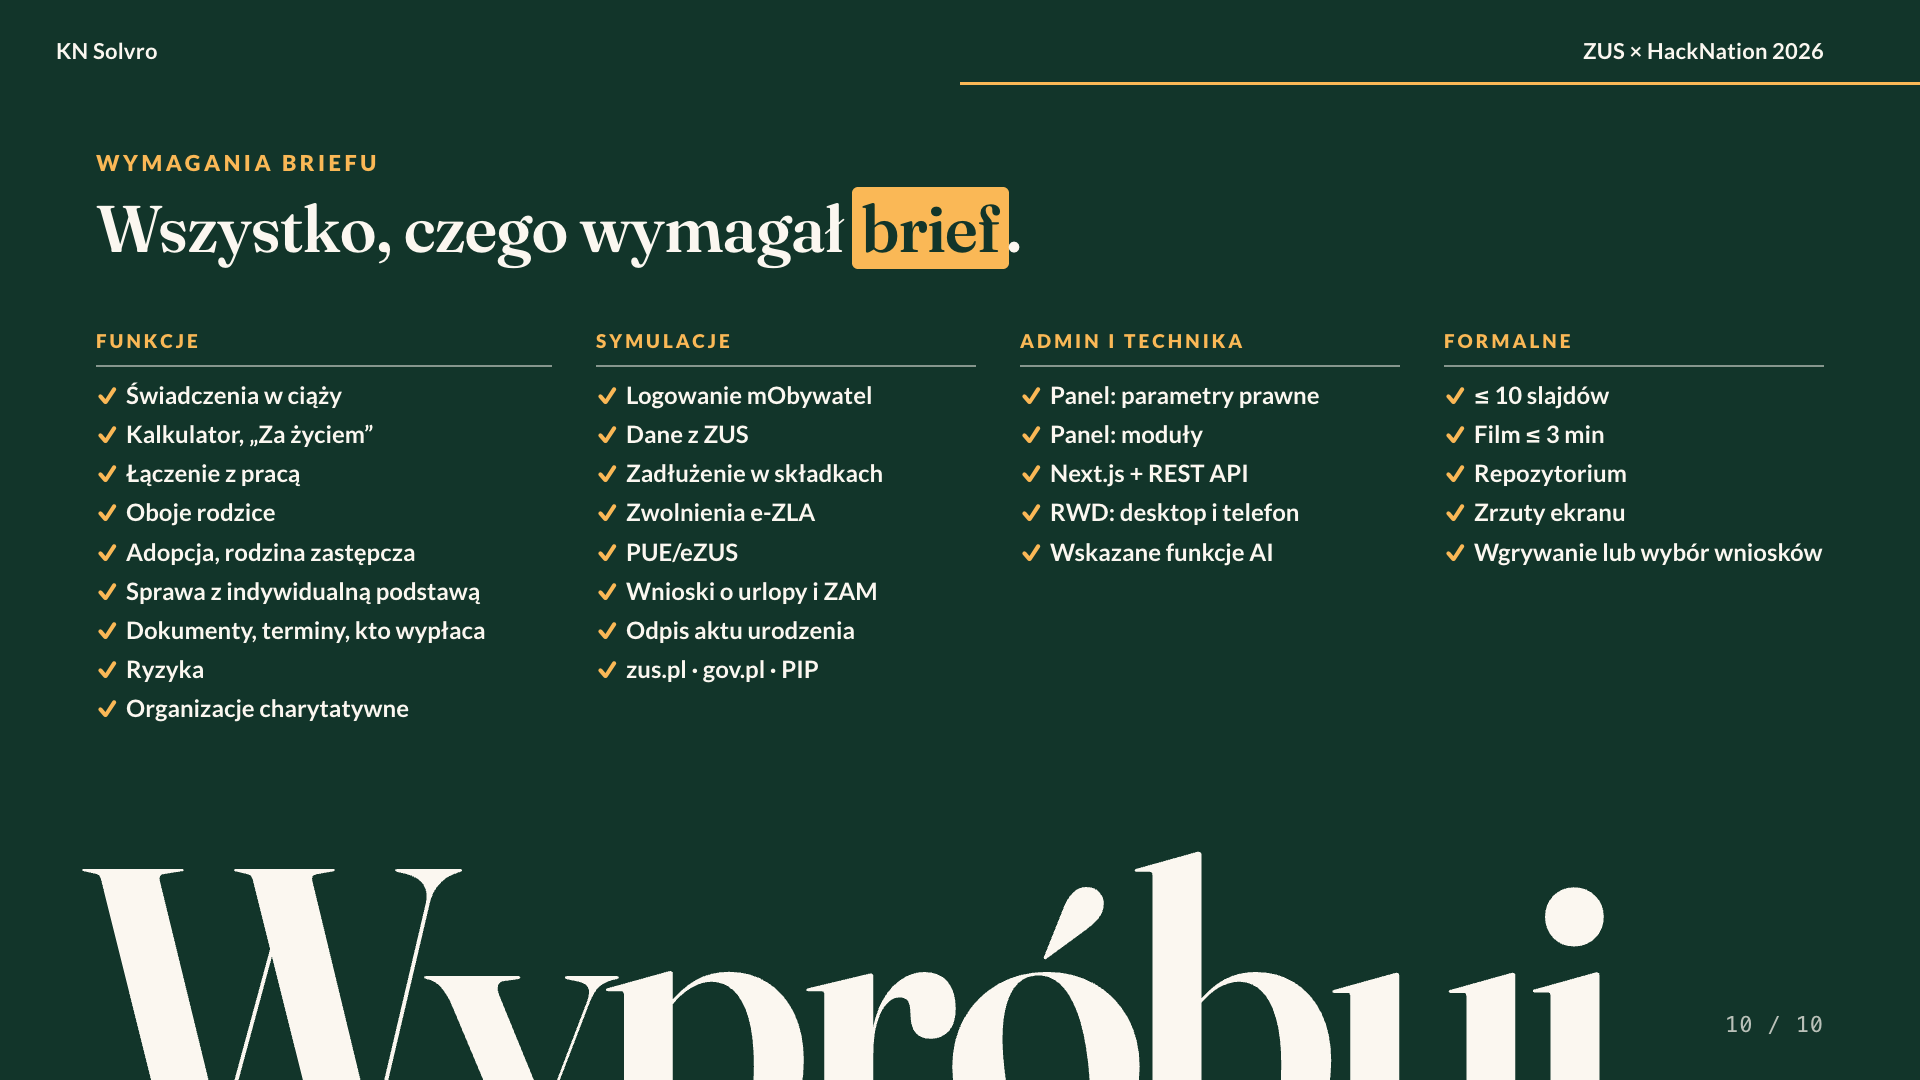 KN Solvro
ZUS × HackNation 2026
WYMAGANIA BRIEFU
Wszystko, czego wymagał brief.
FUNKCJE
Świadczenia w ciąży
Kalkulator, „Za życiem”
Łączenie z pracą
Oboje rodzice
Adopcja, rodzina zastępcza
Sprawa z indywidualną podstawą
Dokumenty, terminy, kto wypłaca
Ryzyka
Organizacje charytatywne
SYMULACJE
Logowanie mObywatel
Dane z ZUS
Zadłużenie w składkach
Zwolnienia e-ZLA
PUE/eZUS
Wnioski o urlopy i ZAM
Odpis aktu urodzenia
zus.pl · gov.pl · PIP
ADMIN I TECHNIKA
Panel: parametry prawne
Panel: moduły
Next.js + REST API
RWD: desktop i telefon
Wskazane funkcje AI
FORMALNE
≤ 10 slajdów
Film ≤ 3 min
Repozytorium
Zrzuty ekranu
Wgrywanie lub wybór wniosków
Wypróbuj
10 / 10